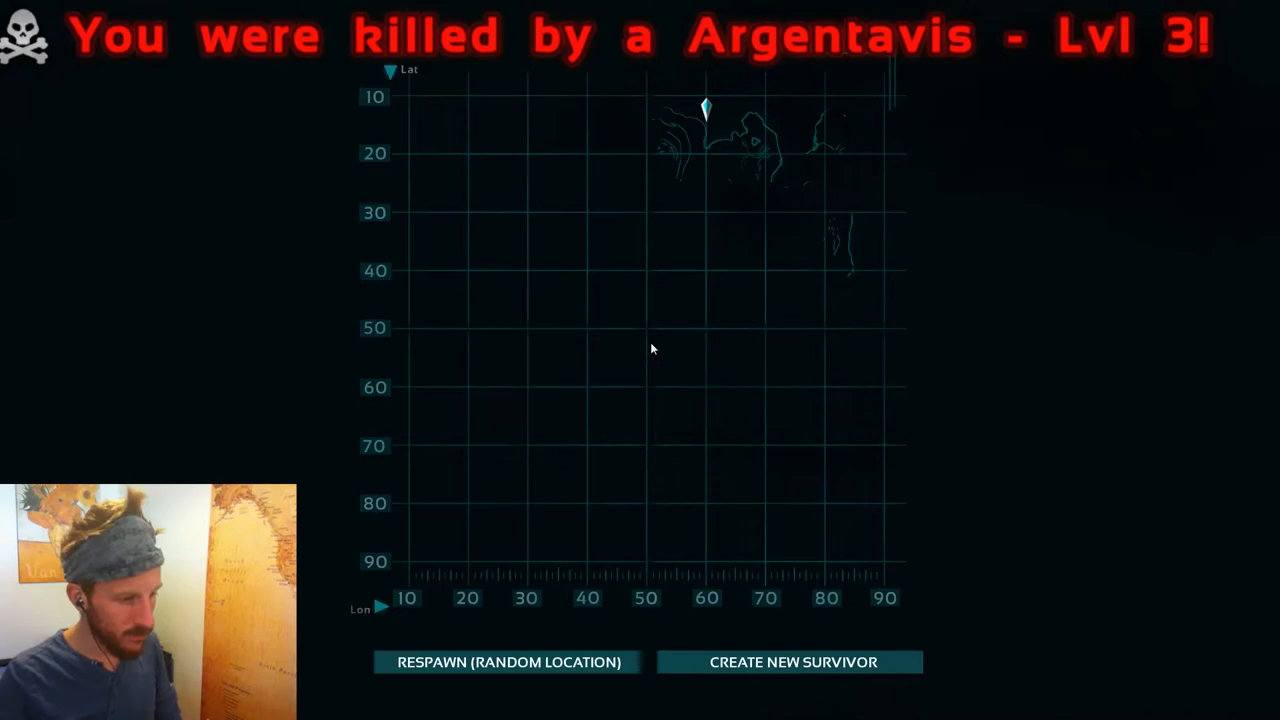 You were killed by a Argentavis - Lvl 3!
Lat
10
20
30
40
50
60
70
80
90
Lon
10 20 30 40 50 60 70 80 90
RESPAWN (RANDOM LOCATION)
CREATE NEW SURVIVOR
Van